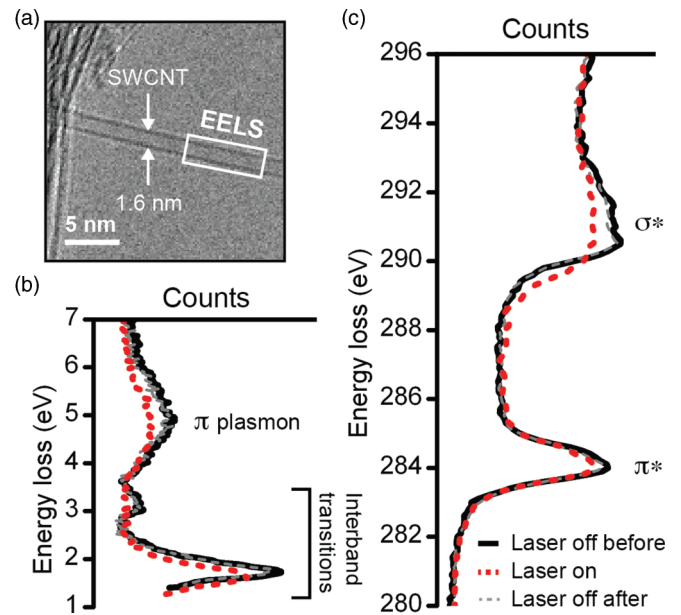 (a)
SWCNT
EELS
1.6 nm
5 nm
(b)
Counts
7
6
5
4
3
2
1
Energy loss (eV)
π plasmon
Interband
transitions
(c)
Counts
296
294
292
290
288
286
284
282
280
Energy loss (eV)
σ*
π*
Laser off before
Laser on
Laser off after